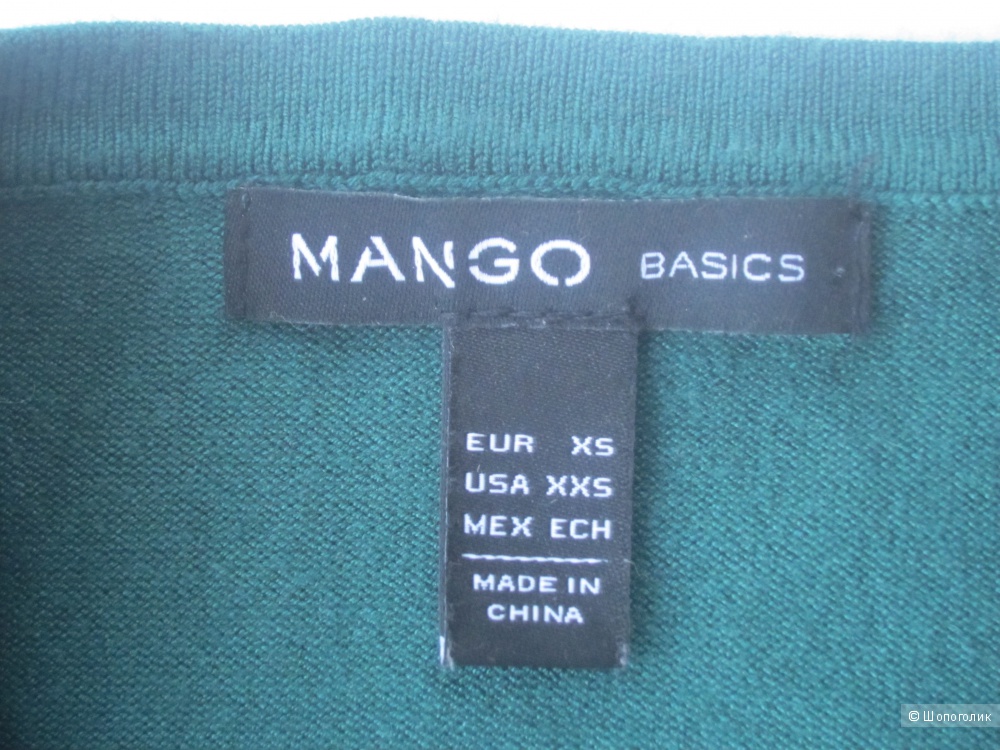 MANGO BASICS
EUR XS
USA XXS
MEX ECH
MADE IN
CHINA
© Шопоголик